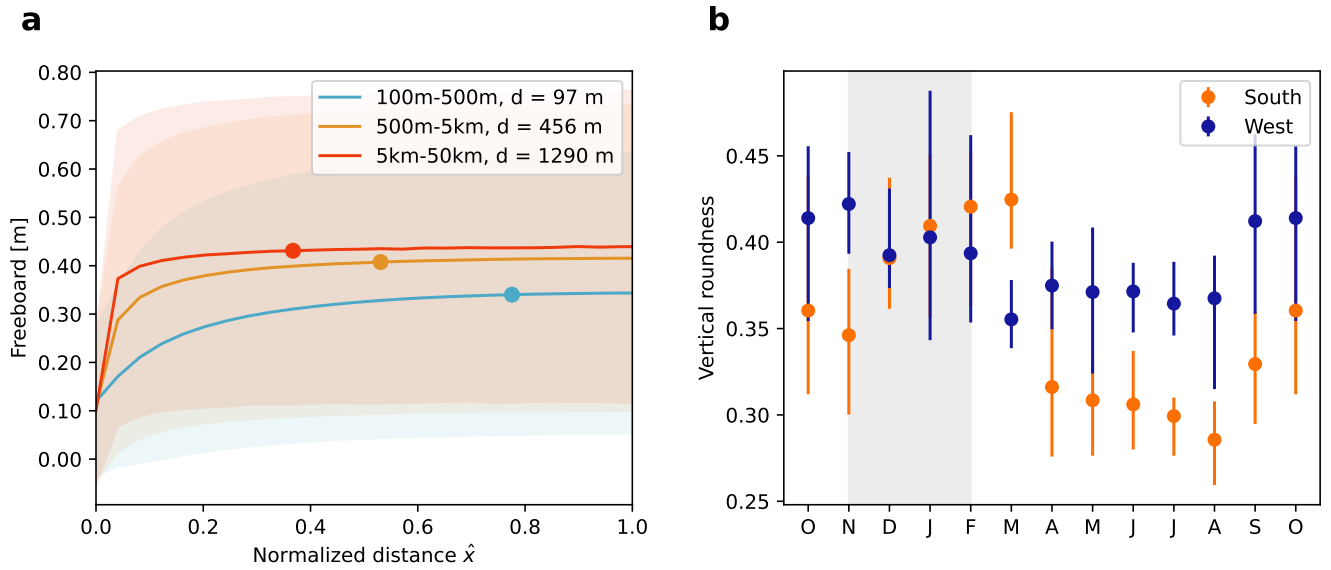 a
0.80
0.70
0.60
0.50
0.40
0.30
0.20
0.10
0.00
Freeboard [m]
100m-500m, d = 97 m
500m-5km, d = 456 m
5km-50km, d = 1290 m
0.0 0.2 0.4 0.6 0.8 1.0
Normalized distance x̂
b
0.45
0.40
0.35
0.30
0.25
Vertical roundness
South
West
O N D J F M A M J J A S O